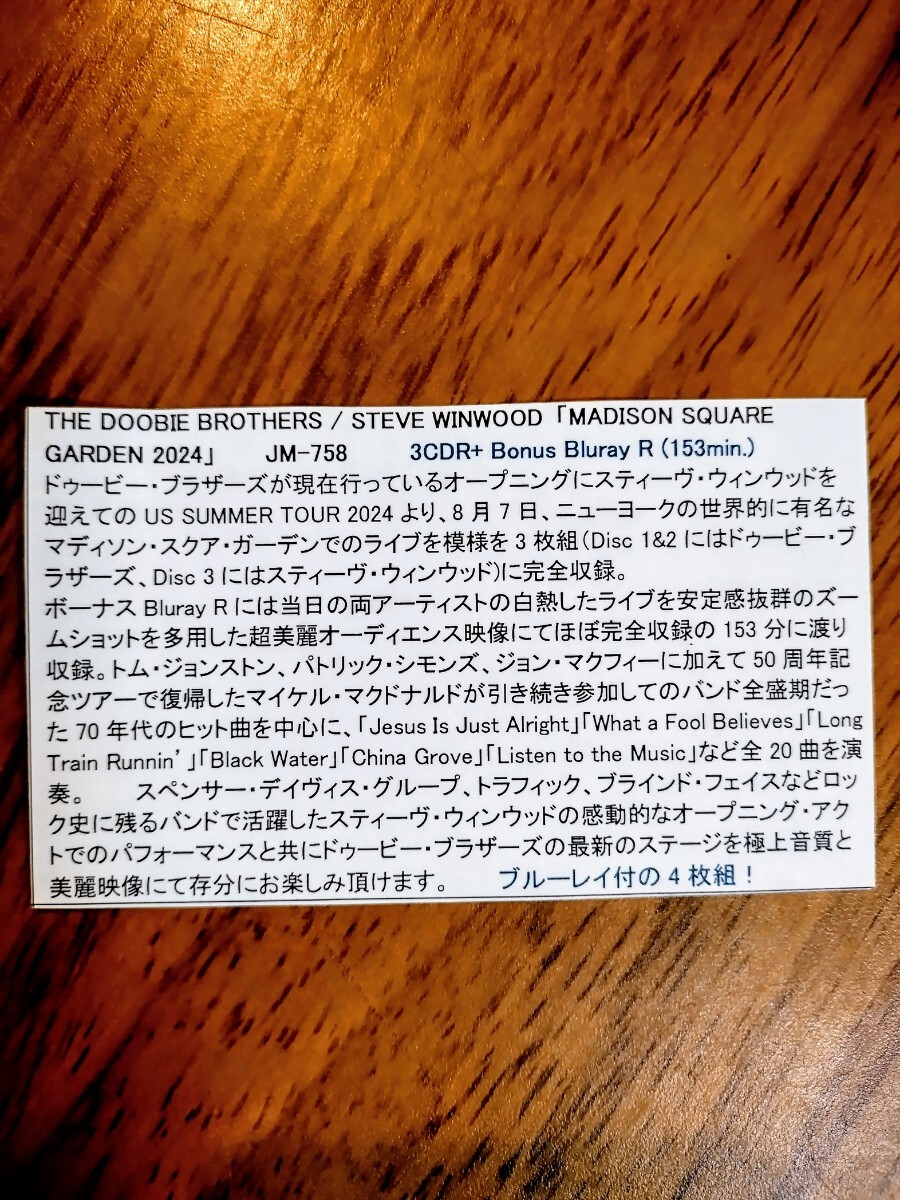 THE DOOBIE BROTHERS / STEVE WINWOOD「MADISON SQUARE
GARDEN 2024」 JM-758 3CDR+ Bonus Bluray R (153min.)
ドゥービー・ブラザーズが現在行っているオープニングにスティーヴ・ウィンウッドを
迎えての US SUMMER TOUR 2024 より、8 月 7 日、ニューヨークの世界的に有名な
マディソン・スクア・ガーデンでのライブを模様を 3 枚組(Disc 1&2 にはドゥービー・ブ
ラザーズ、Disc 3 にはスティーヴ・ウィンウッド)に完全収録。
ボーナス Bluray R には当日の両アーティストの白熱したライブを安定感抜群のズー
ムショットを多用した超美麗オーディエンス映像にてほぼ完全収録の 153 分に渡り
収録。トム・ジョンストン、パトリック・シモンズ、ジョン・マクフィーに加えて 50 周年記
念ツアーで復帰したマイケル・マクドナルドが引き続き参加してのバンド全盛期だっ
た 70 年代のヒット曲を中心に、「Jesus Is Just Alright」「What a Fool Believes」「Long
Train Runnin'」「Black Water」「China Grove」「Listen to the Music」など全 20 曲を演
奏。 スペンサー・デイヴィス・グループ、トラフィック、ブラインド・フェイスなどロッ
ク史に残るバンドで活躍したスティーヴ・ウィンウッドの感動的なオープニング・アク
トでのパフォーマンスと共にドゥービー・ブラザーズの最新のステージを極上音質と
美麗映像にて存分にお楽しみ頂けます。 ブルーレイ付の 4 枚組！